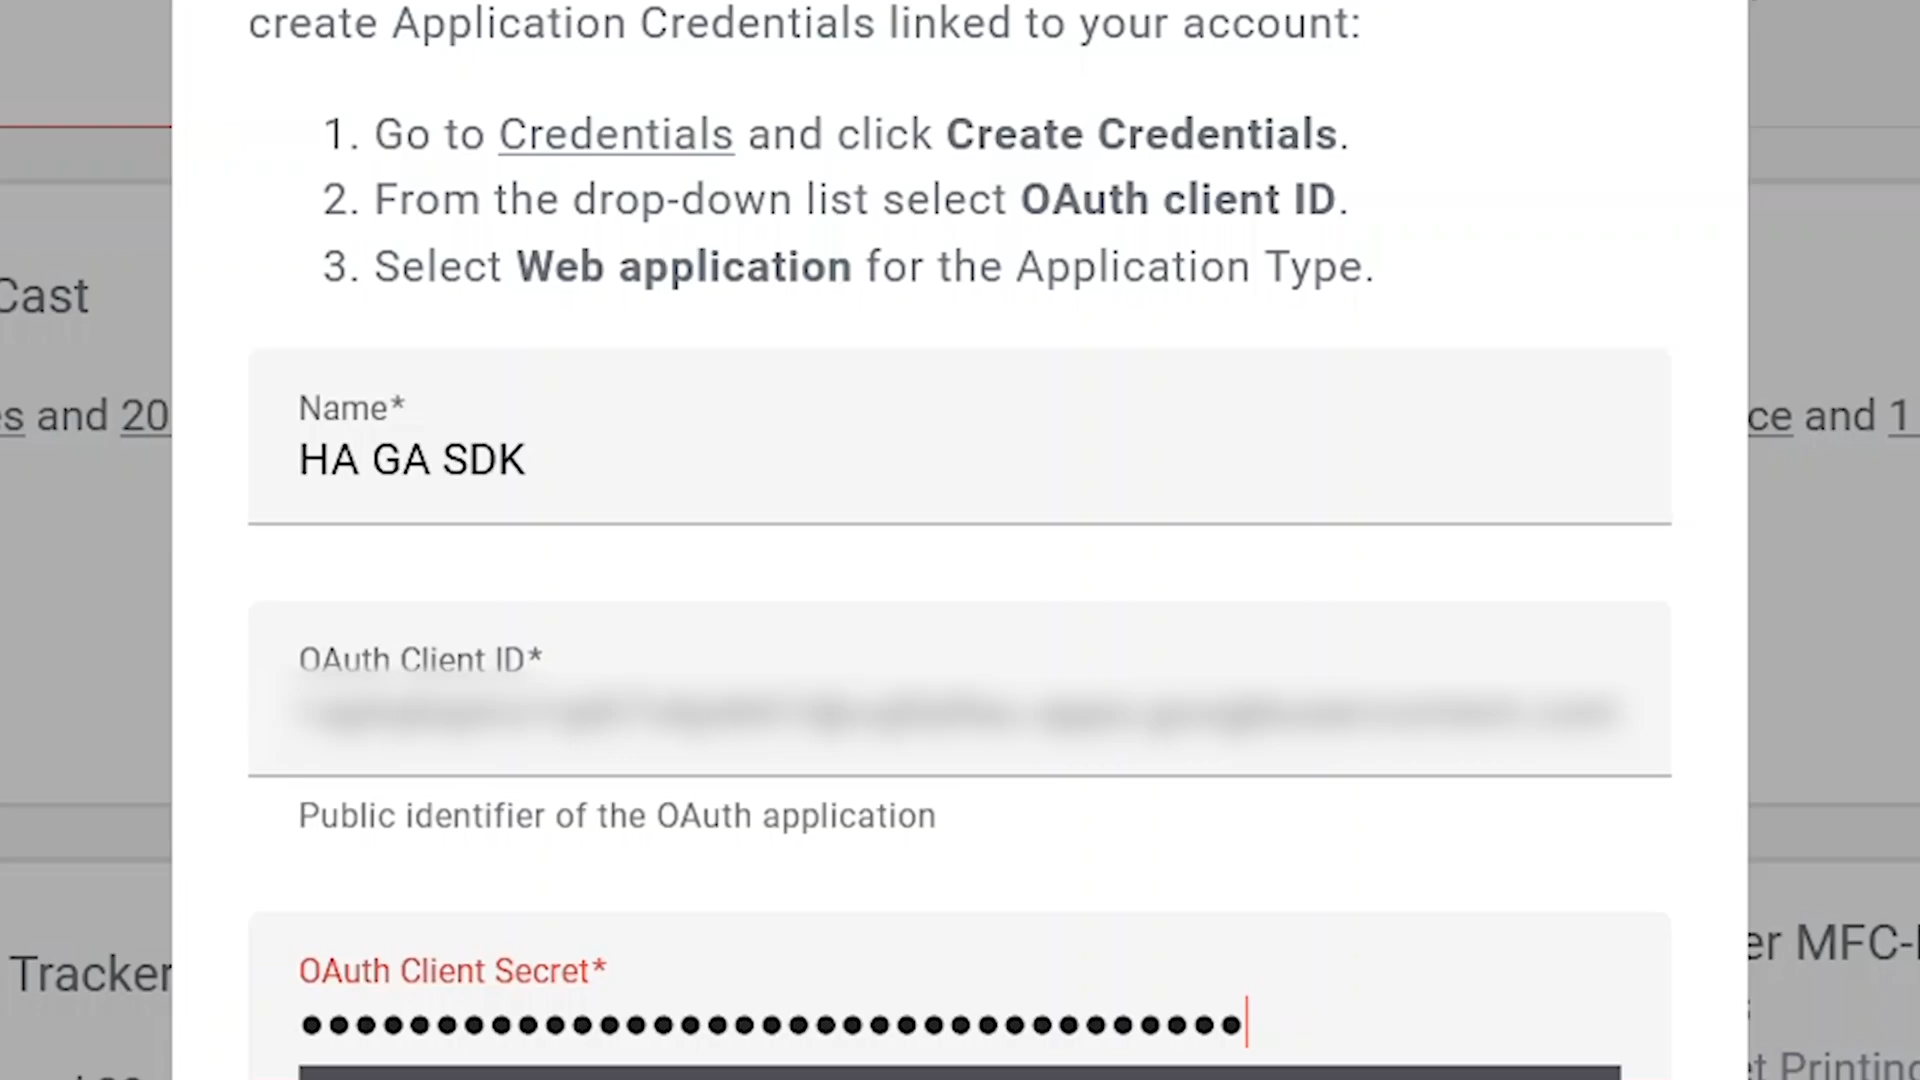 create Application Credentials linked to your account:
1. Go to Credentials and click Create Credentials.
2. From the drop-down list select OAuth client ID.
3. Select Web application for the Application Type.
Cast
es and 20
ce and 1
Name*
HA GA SDK
OAuth Client ID*
Public identifier of the OAuth application
Tracker
er MFC-
OAuth Client Secret*
••••••••••••••••••••••••••••••••••• 
et Printing